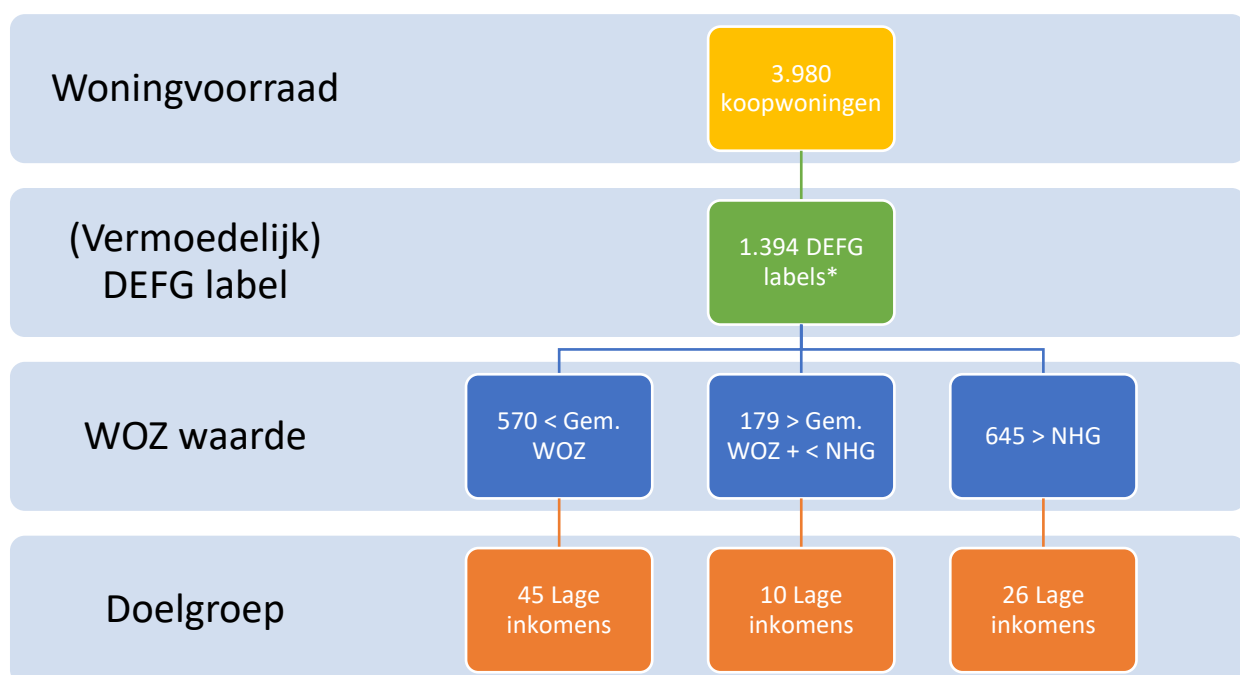 Woningvoorraad
3.980
koopwoningen
(Vermoedelijk)
DEFG label
1.394 DEFG
labels*
WOZ waarde
570 < Gem.
WOZ
179 > Gem.
WOZ + < NHG
645 > NHG
Doelgroep
45 Lage
inkomens
10 Lage
inkomens
26 Lage
inkomens